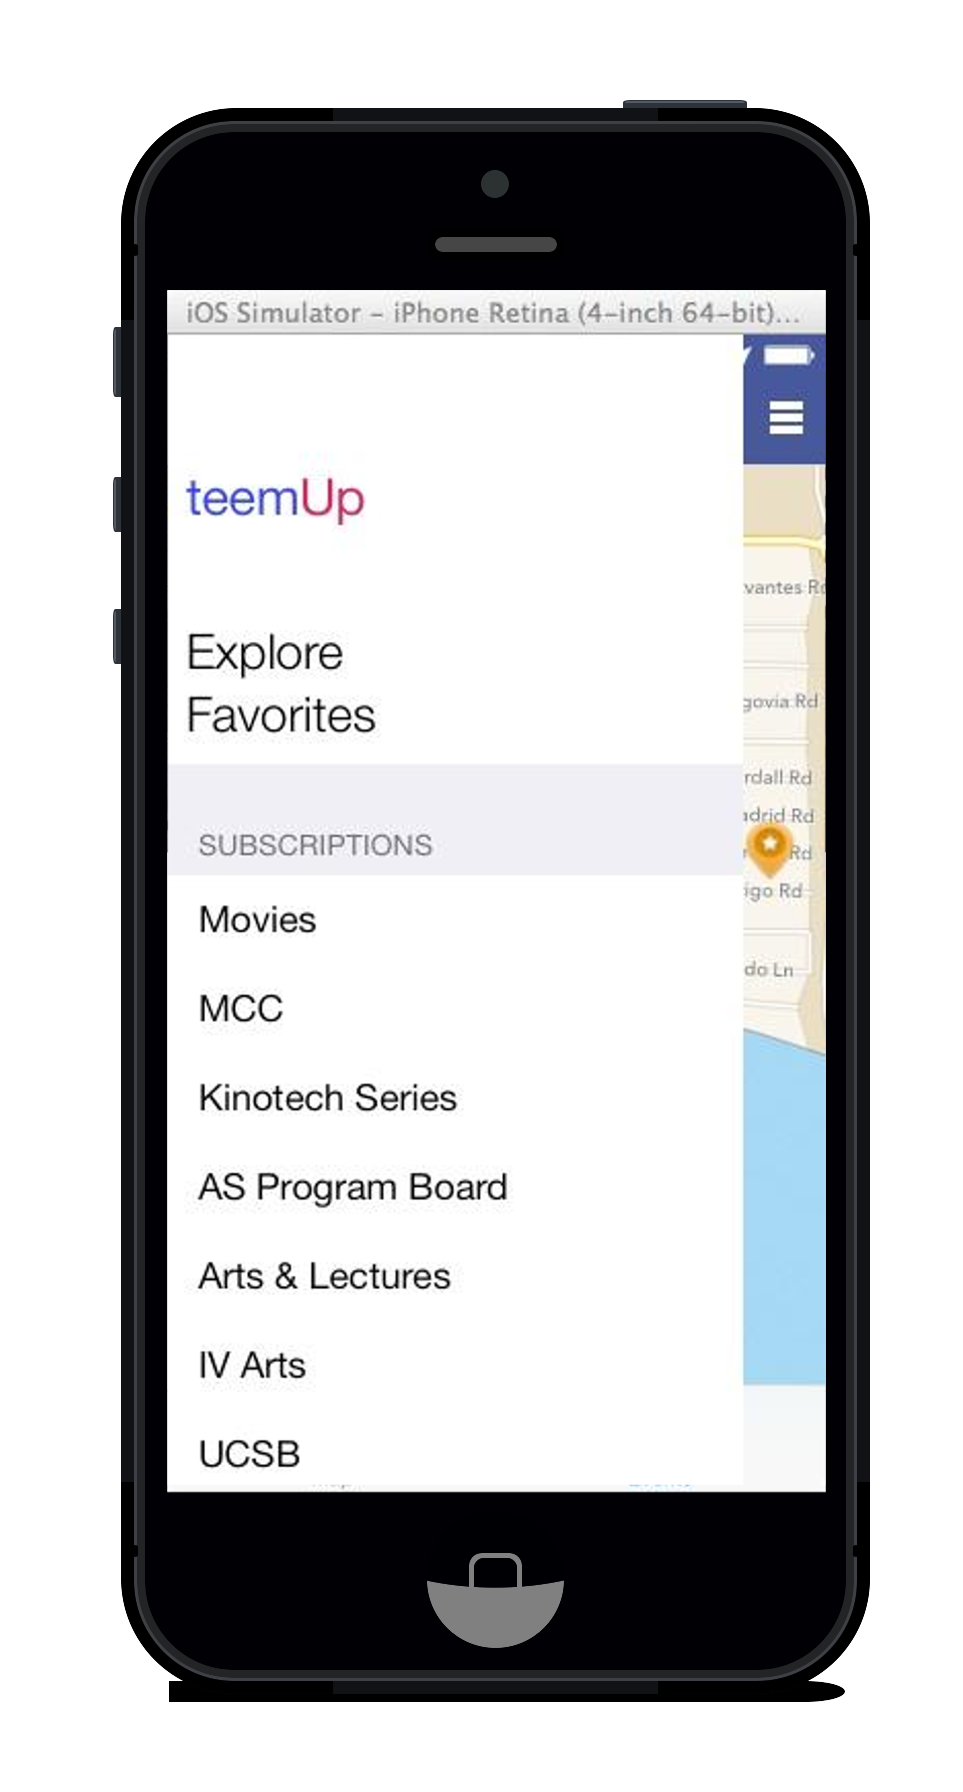 iOS Simulator – iPhone Retina (4-inch 64-bit)...
teemUp
Explore
Favorites
SUBSCRIPTIONS
Movies
MCC
Kinotech Series
AS Program Board
Arts & Lectures
IV Arts
UCSB
vantes Rd
govia Rd
rdall Rd
adrid Rd
Rd
igo Rd
do Ln